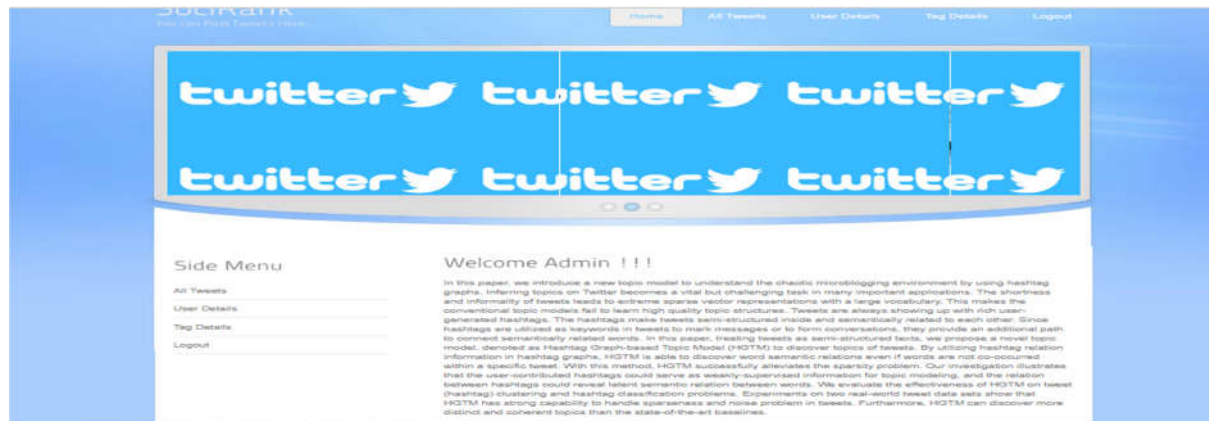 SociRank
You can Post Tweets Here
Home All Tweets User Details Tag Details Logout
twitter twitter twitter
twitter twitter twitter
Side Menu
All Tweets
User Details
Tag Details
Logout
Welcome Admin !!!
In this paper, we introduce a new topic model to understand the chaotic microblogging environment by using hashtag
graphs. Inferring topics on Twitter becomes a vital but challenging task in many important applications. The shortness
and informality of tweets leads to extreme sparse vector representations with a large vocabulary. This makes the
conventional topic models fail to learn high quality topic structures. Tweets are always showing up with rich user-
generated hashtags. The hashtags make tweets semi-structured inside and semantically related to each other. Since
hashtags are utilized as keywords in tweets to mark messages or to form conversations, they provide an additional path
to connect semantically related words. In this paper, treating tweets as semi-structured texts, we propose a novel topic
model, denoted as Hashtag Graph-based Topic Model (HGTM) to discover topics of tweets. By utilizing hashtag relation
information in hashtag graphs, HGTM is able to discover word semantic relations even if words are not co-occurred
within a specific tweet. With this method, HGTM successfully alleviates the sparsity problem. Our investigation illustrates
that the user-contributed hashtags could serve as weakly-supervised information for topic modeling, and the relation
between hashtags could reveal latent semantic relation between words. We evaluate the effectiveness of HGTM on tweet
(hashtag) clustering and hashtag classification problems. Experiments on two real-world tweet data sets show that
HGTM has strong capability to handle sparseness and noise problem in tweets. Furthermore, HGTM can discover more
distinct and coherent topics than the state-of-the-art baselines.